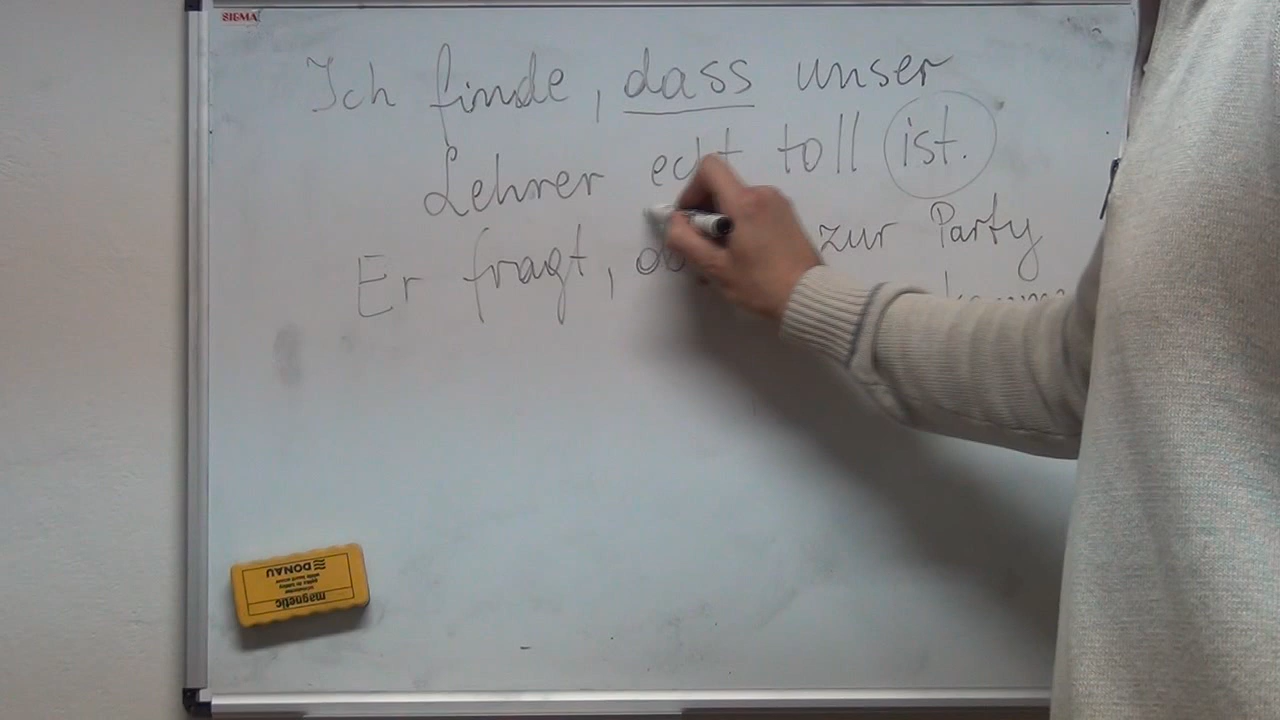 SIGMA
Ich finde, dass unser
Lehrer echt toll ist.
Er fragt, ob zur Party
DONAU
magnetic